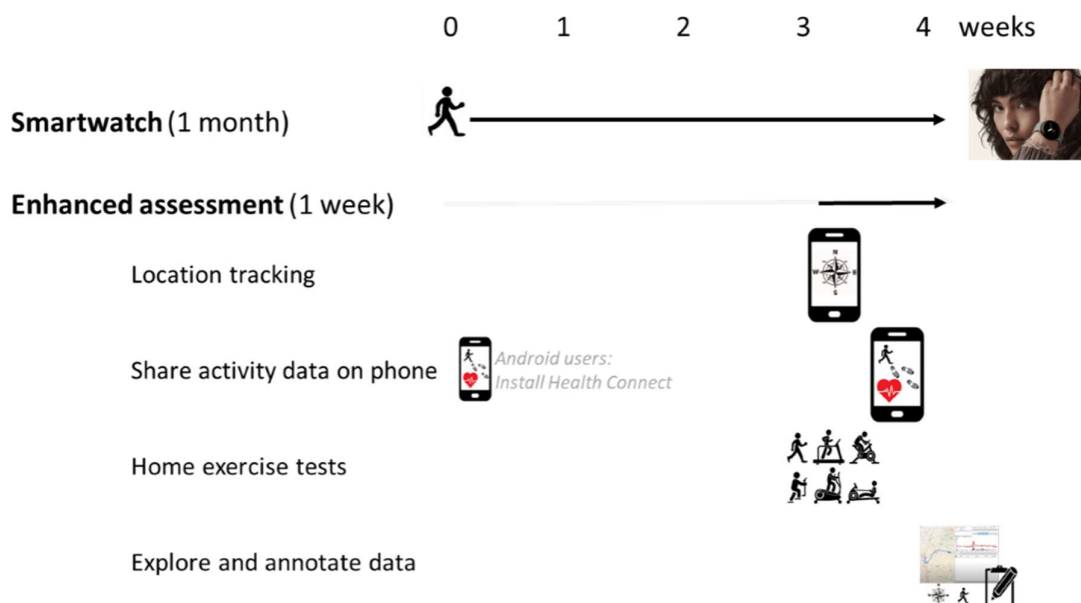 0 1 2 3 4 weeks
Smartwatch (1 month)
Enhanced assessment (1 week)
Location tracking
N
W E
S
Share activity data on phone
Android users:
Install Health Connect
Home exercise tests
Explore and annotate data